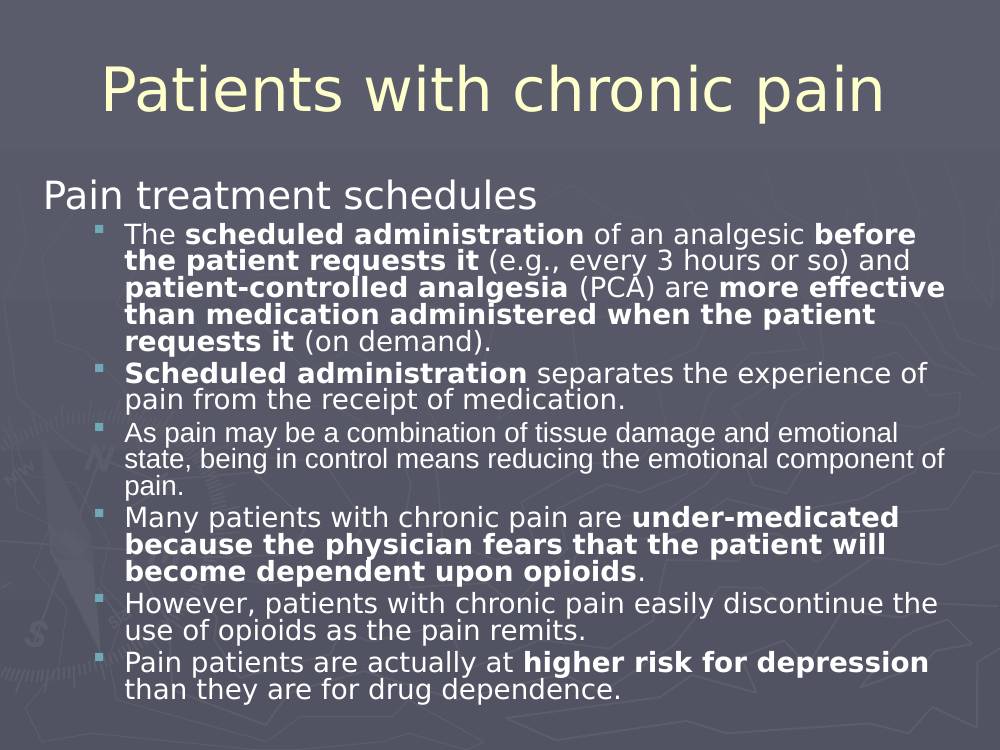 Patients with chronic pain
Pain treatment schedules
The scheduled administration of an analgesic before
the patient requests it (e.g., every 3 hours or so) and
patient-controlled analgesia (PCA) are more effective
than medication administered when the patient
requests it (on demand).
Scheduled administration separates the experience of
pain from the receipt of medication.
As pain may be a combination of tissue damage and emotional
state, being in control means reducing the emotional component of
pain.
Many patients with chronic pain are under-medicated
because the physician fears that the patient will
become dependent upon opioids.
However, patients with chronic pain easily discontinue the
use of opioids as the pain remits.
Pain patients are actually at higher risk for depression
than they are for drug dependence.
NW
N
S